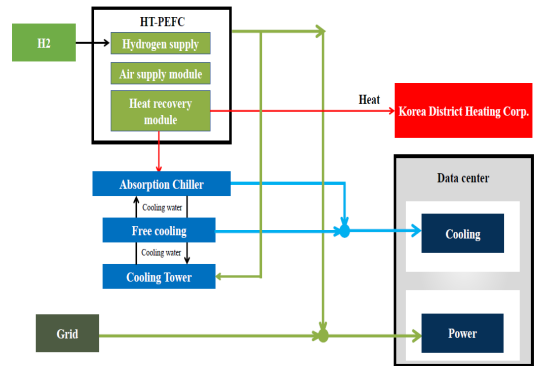 HT-PEFC
H2
Hydrogen supply
Air supply module
Heat recovery
module
Heat
Korea District Heating Corp.
Absorption Chiller
Cooling water
Free cooling
Cooling water
Cooling Tower
Data center
Cooling
Grid
Power